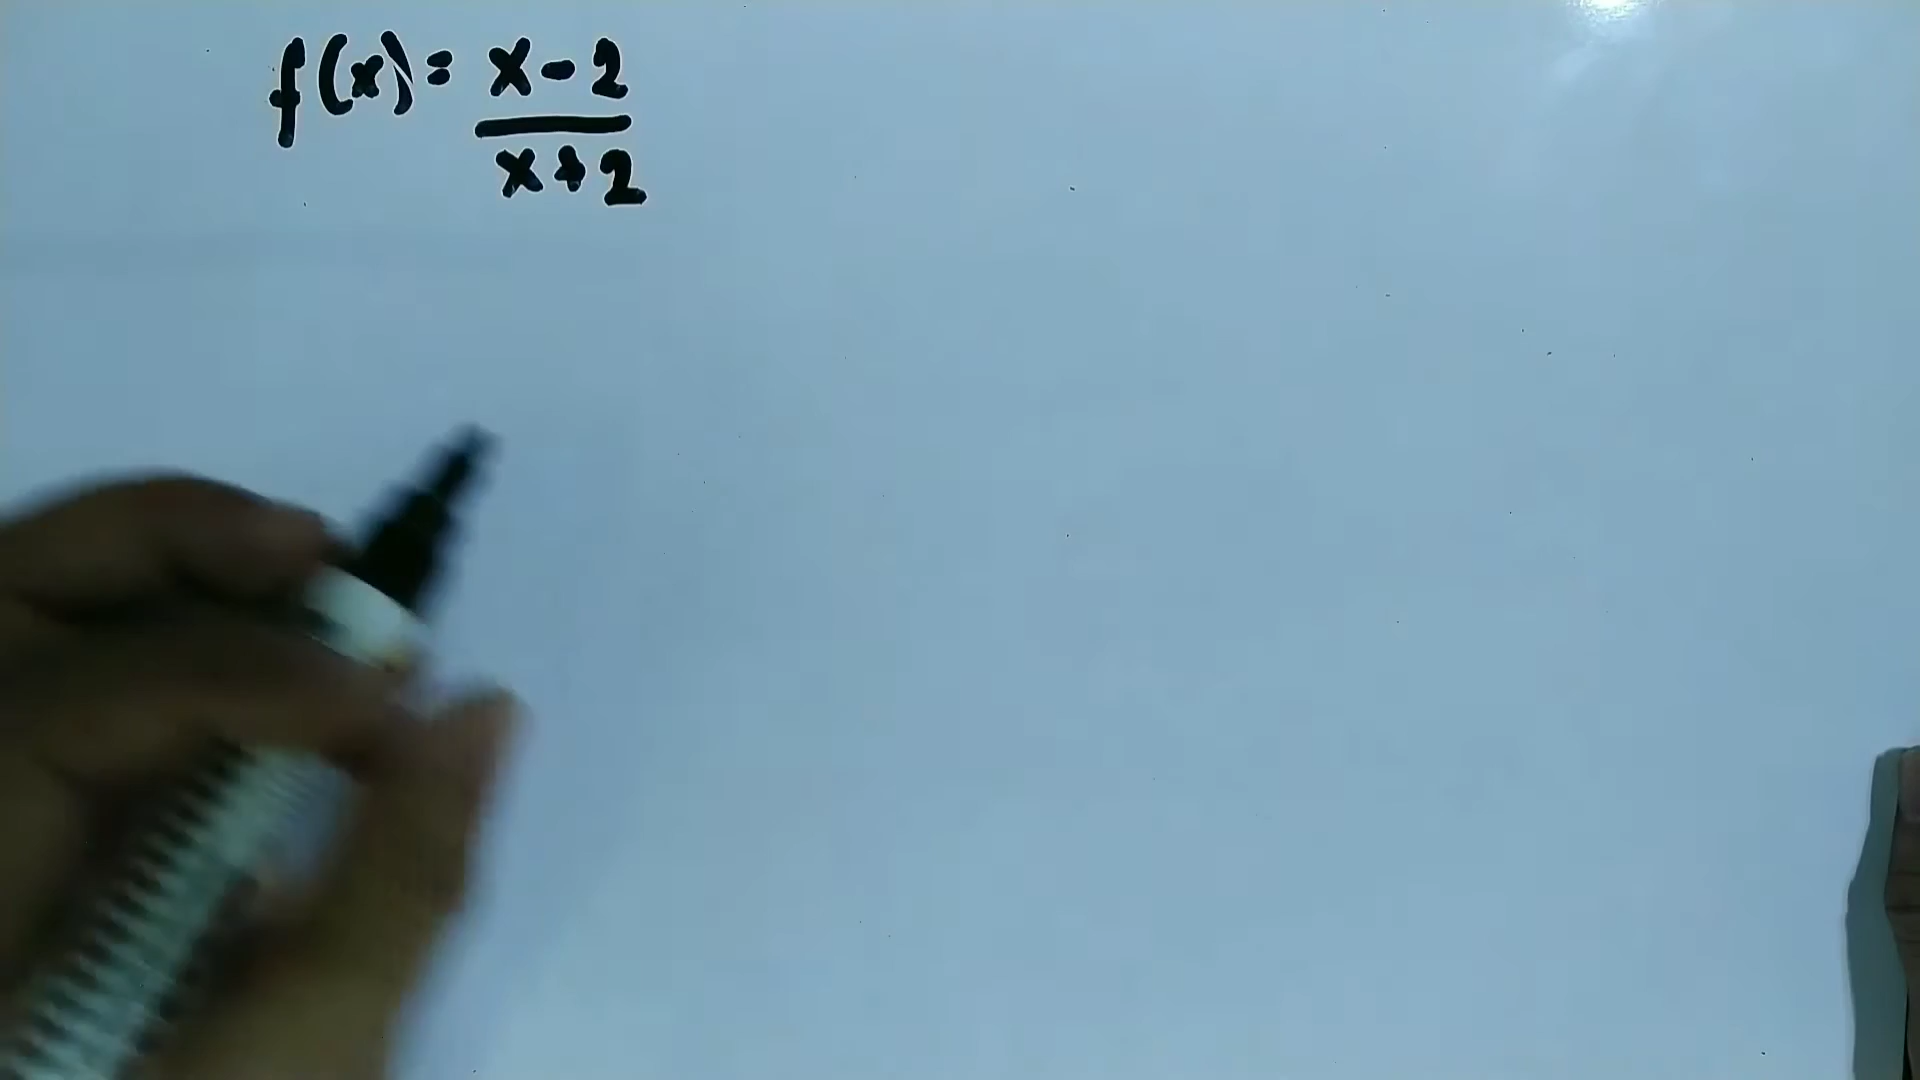 f(x) = x-2
x+2